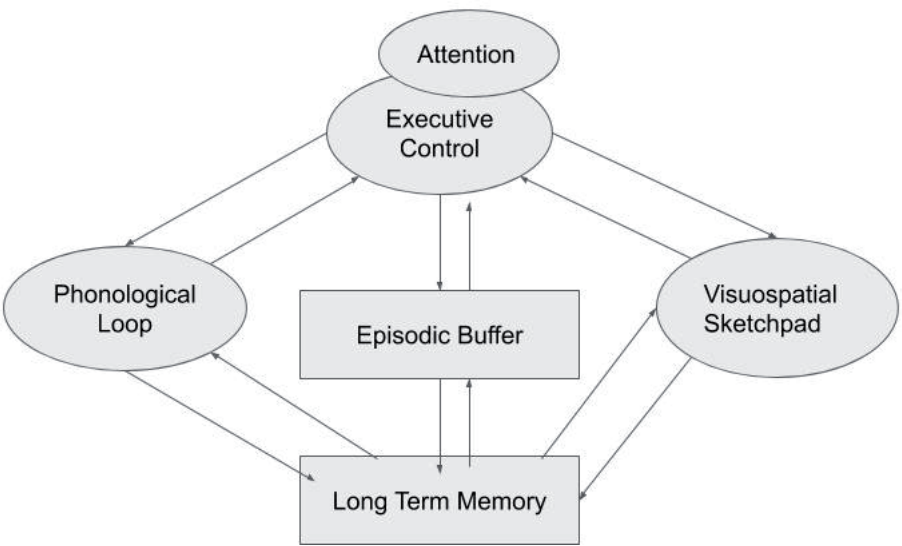 Attention
Executive
Control
Phonological
Loop
Episodic Buffer
Visuospatial
Sketchpad
Long Term Memory